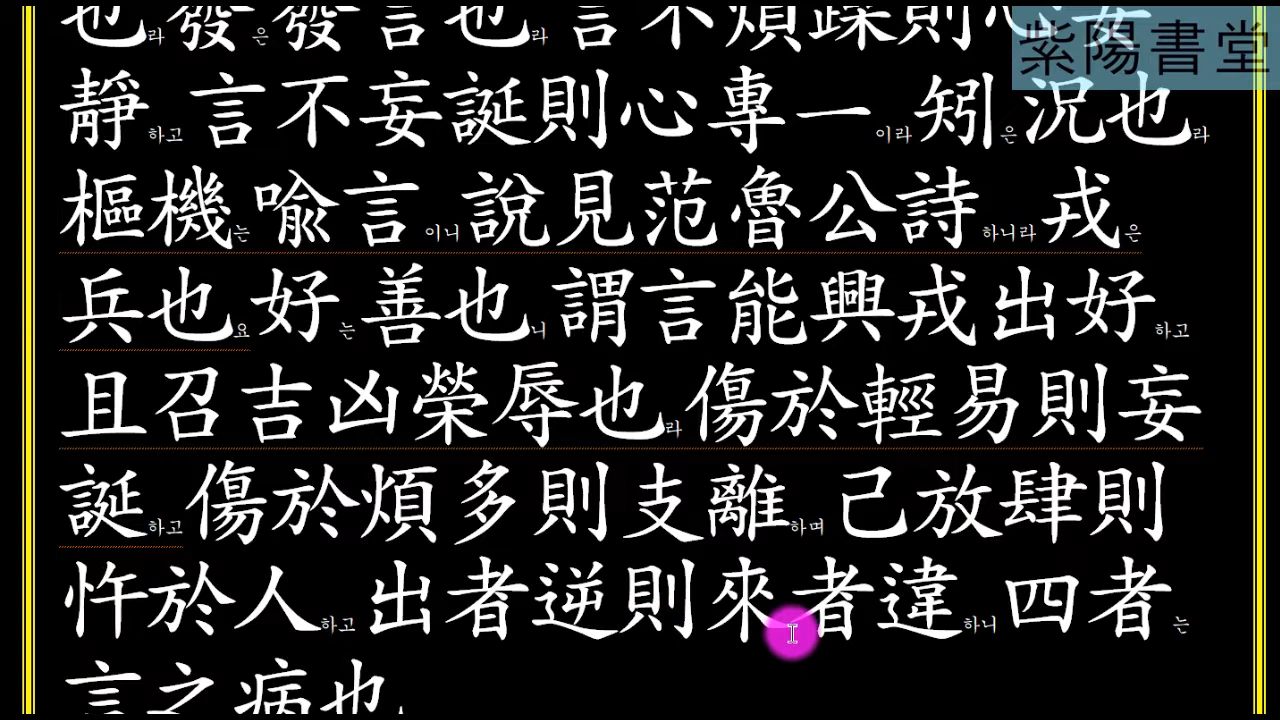 也라 發은 發言也라 言不煩躁則心安
紫陽書堂
靜하고 言不妄誕則心專一이라 矧은 況也라
樞機는 喩言이니 說見范魯公詩하니라 戎은
兵也요 好는 善也니 謂言能興戎出好하고
且召吉凶榮辱也라 傷於輕易則妄
誕하고 傷於煩多則支離하며 己放肆則
忤於人하고 出者逆則來者違하니 四者는
言之病也